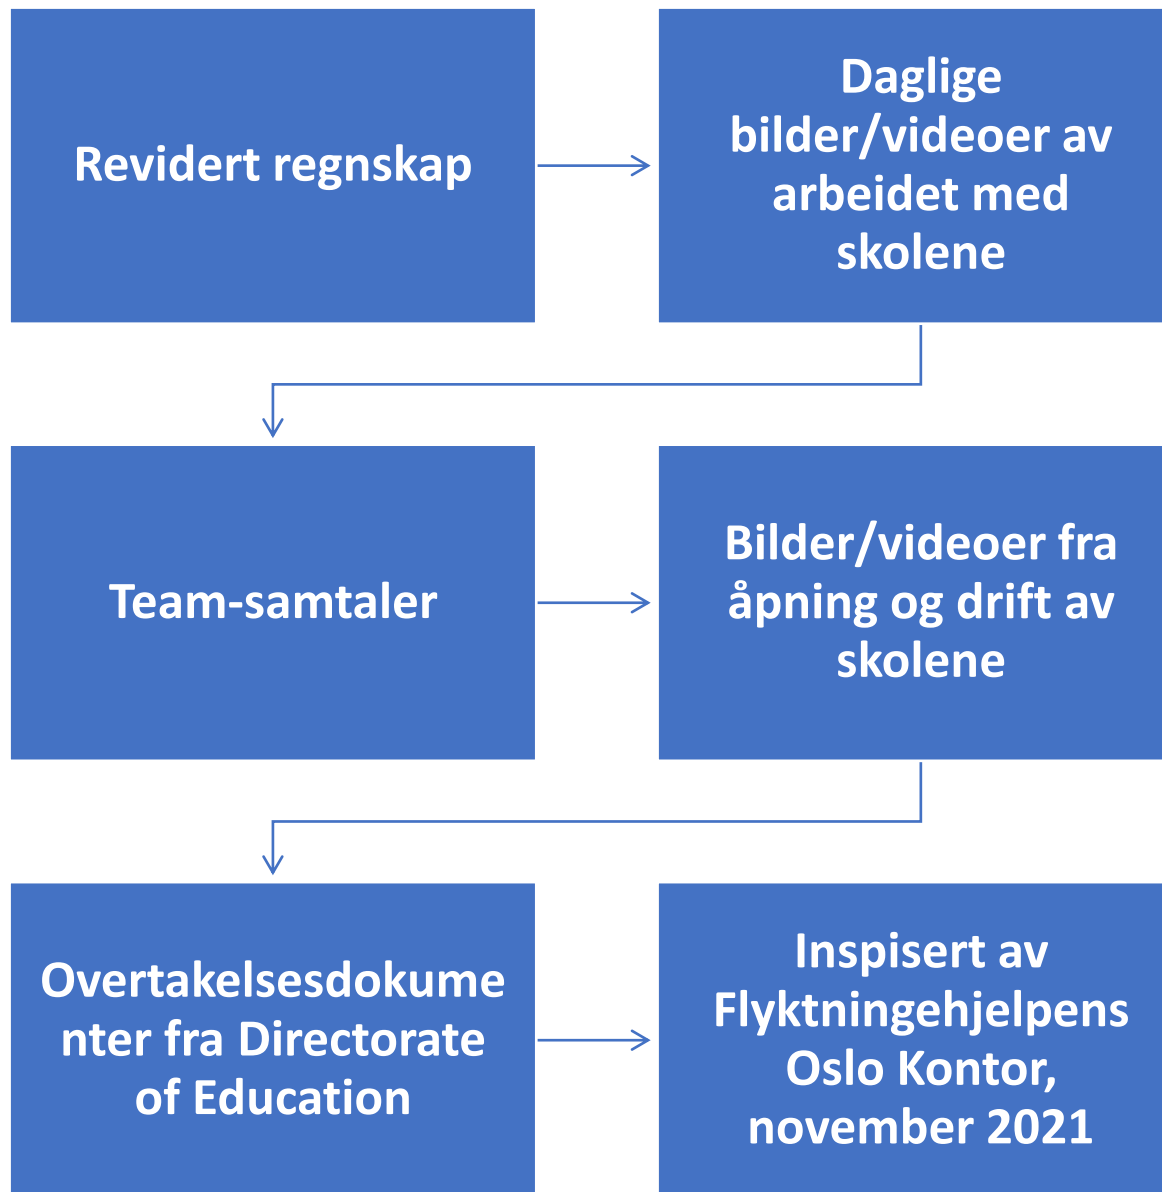 Revidert regnskap
Daglige
bilder/videoer av
arbeidet med
skolene
Team-samtaler
Bilder/videoer fra
åpning og drift av
skolene
Overtakelsesdokume
nter fra Directorate
of Education
Inspisert av
Flyktningehjelpens
Oslo Kontor,
november 2021